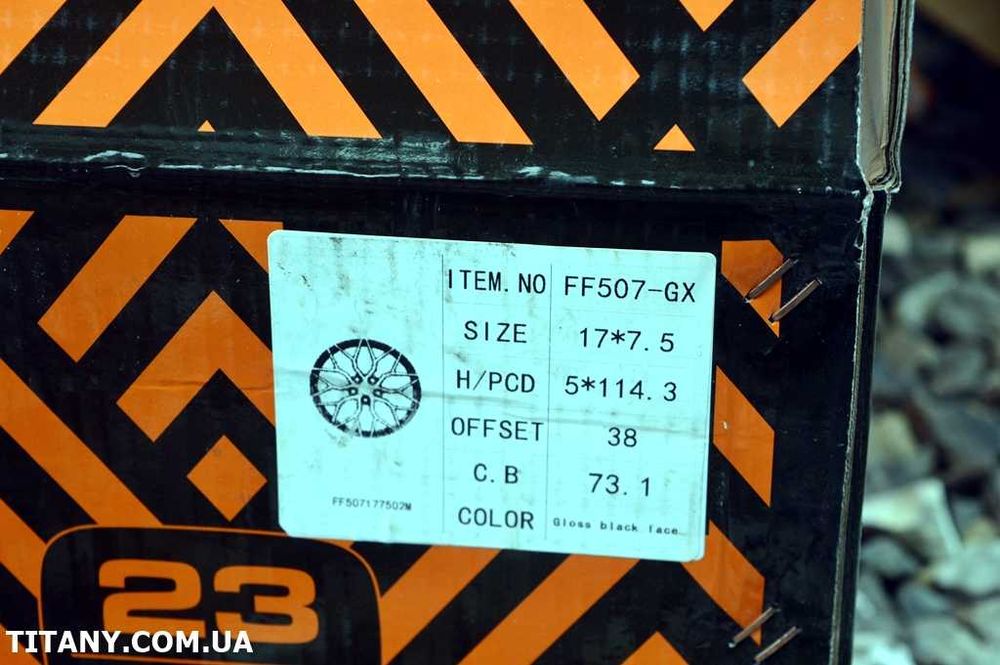 ITEM.NO FF507-GX
SIZE 17*7.5
H/PCD 5*114.3
OFFSET 38
C.B 73.1
COLOR Gloss black face
FF507177502M
23
TITANY.COM.UA